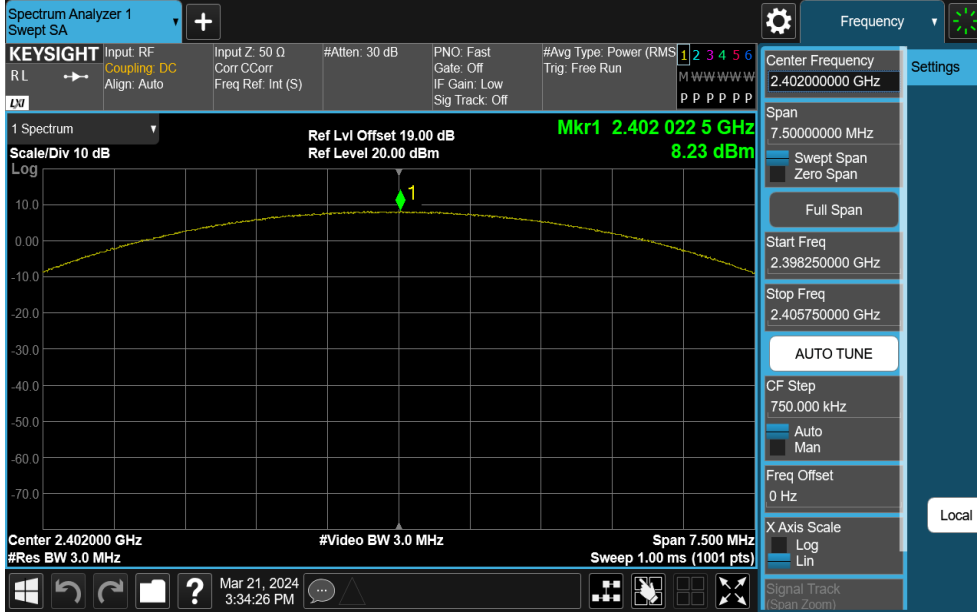 Spectrum Analyzer 1
Swept SA
+
Frequency
KEYSIGHT
R L
LXI
Input: RF
Coupling: DC
Align: Auto
Input Z: 50 Ω
Corr CCorr
Freq Ref: Int (S)
#Atten: 30 dB
PNO: Fast
Gate: Off
IF Gain: Low
Sig Track: Off
#Avg Type: Power (RMS
Trig: Free Run
1 2 3 4 5 6
M W W W W W
P P P P P P
1 Spectrum
Scale/Div 10 dB
Log
Ref Lvl Offset 19.00 dB
Ref Level 20.00 dBm
Mkr1 2.402 022 5 GHz
8.23 dBm
1
10.0
0.00
-10.0
-20.0
-30.0
-40.0
-50.0
-60.0
-70.0
Center 2.402000 GHz
#Res BW 3.0 MHz
#Video BW 3.0 MHz
Span 7.500 MHz
Sweep 1.00 ms (1001 pts)
Center Frequency
2.402000000 GHz
Span
7.50000000 MHz
Swept Span
Zero Span
Full Span
Start Freq
2.398250000 GHz
Stop Freq
2.405750000 GHz
AUTO TUNE
CF Step
750.000 kHz
Auto
Man
Freq Offset
0 Hz
X Axis Scale
Log
Lin
Signal Track
(Span Zoom)
Settings
Local
?
Mar 21, 2024
3:34:26 PM